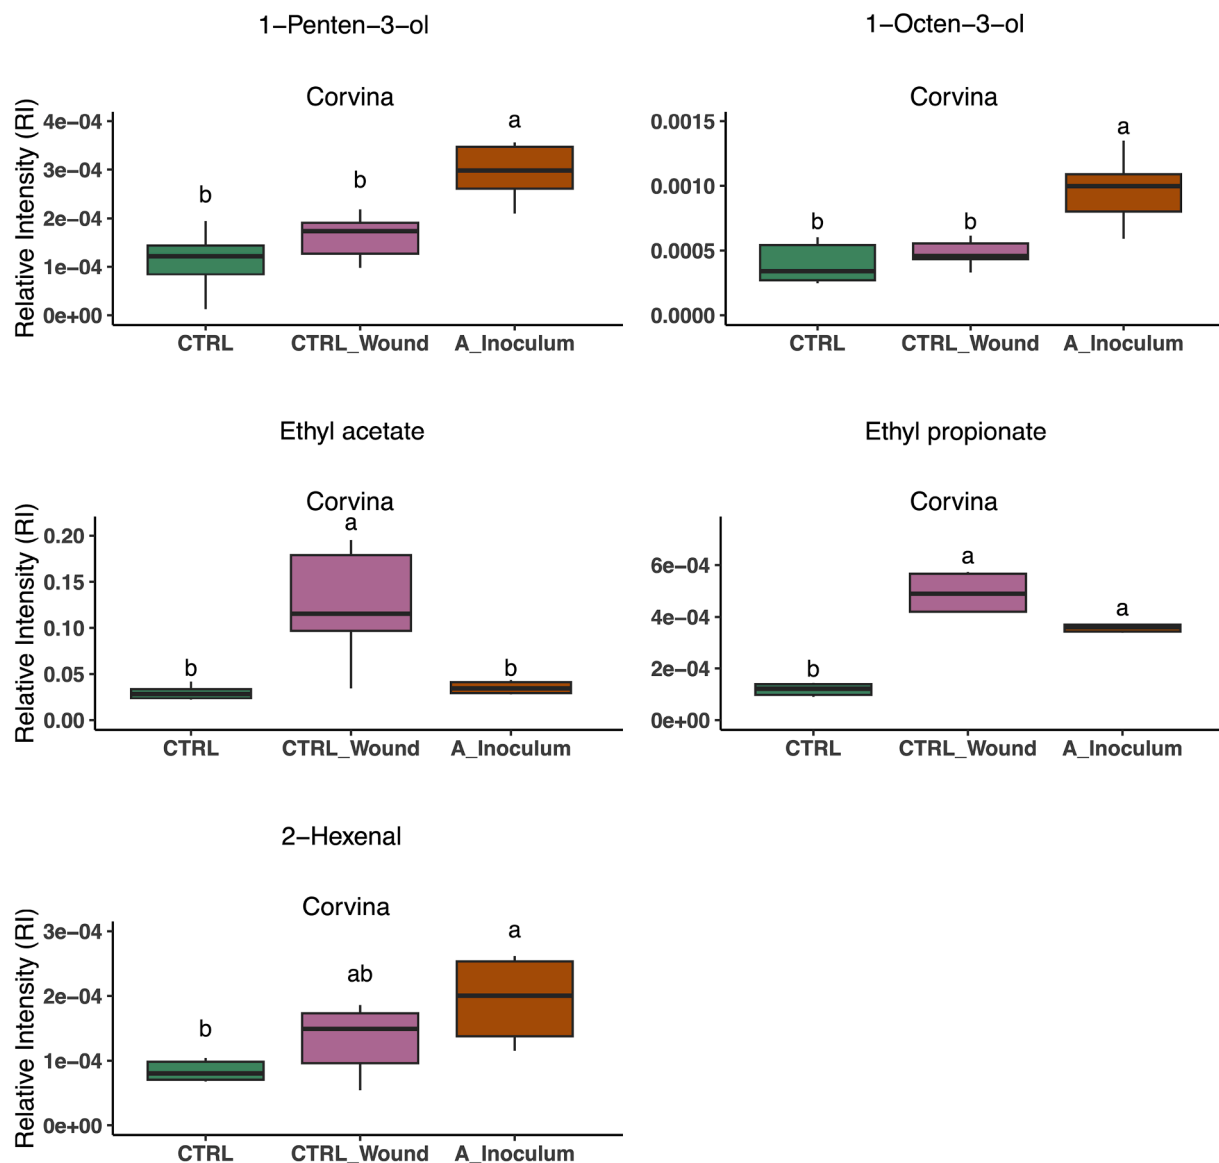 1−Penten−3−ol
Corvina
Relative Intensity (RI)
4e−04
3e−04
2e−04
1e−04
0e+00
b
b
a
CTRL CTRL_Wound A_Inoculum
1−Octen−3−ol
Corvina
0.0015
0.0010
0.0005
0.0000
b
b
a
CTRL CTRL_Wound A_Inoculum
Ethyl acetate
Corvina
Relative Intensity (RI)
0.20
0.15
0.10
0.05
0.00
b
a
b
CTRL CTRL_Wound A_Inoculum
Ethyl propionate
Corvina
6e−04
4e−04
2e−04
0e+00
b
a
a
CTRL CTRL_Wound A_Inoculum
2−Hexenal
Corvina
Relative Intensity (RI)
3e−04
2e−04
1e−04
0e+00
b
ab
a
CTRL CTRL_Wound A_Inoculum